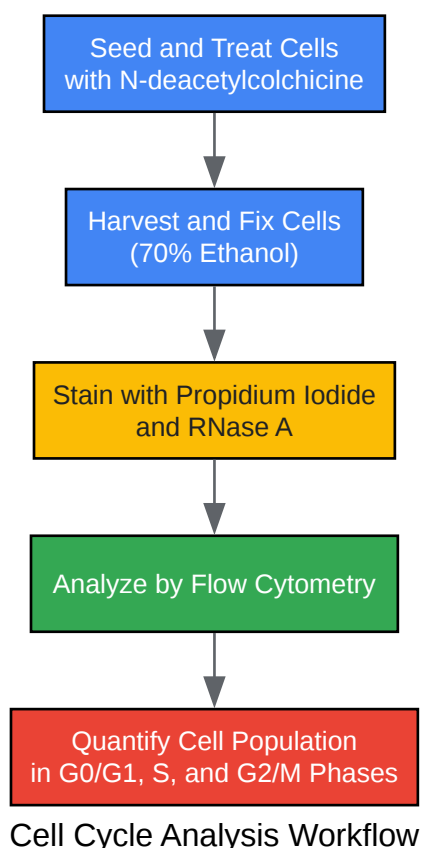 Seed and Treat Cells
with N-deacetylcolchicine
Harvest and Fix Cells
(70% Ethanol)
Stain with Propidium Iodide
and RNase A
Analyze by Flow Cytometry
Quantify Cell Population
in G0/G1, S, and G2/M Phases
Cell Cycle Analysis Workflow